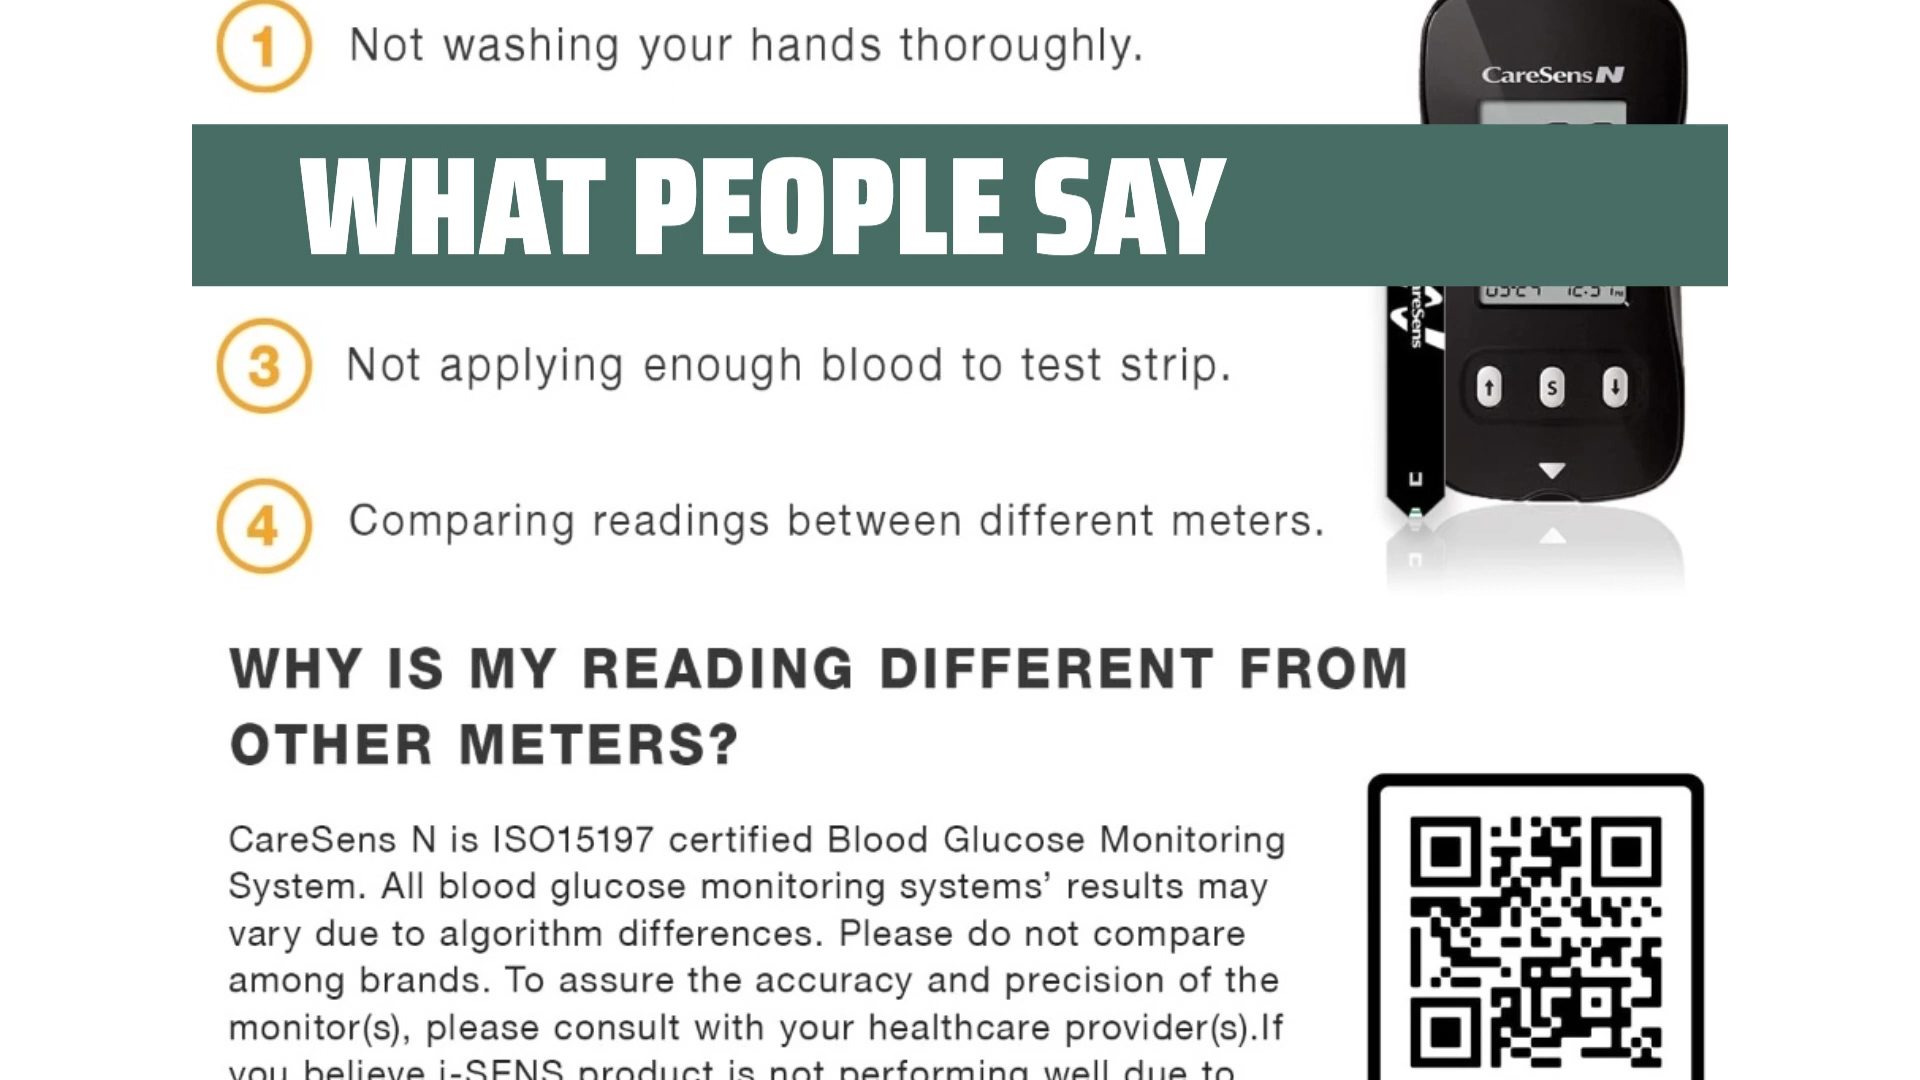 1 Not washing your hands thoroughly.
CareSens N
WHAT PEOPLE SAY
CareSens
3 Not applying enough blood to test strip.
S
4 Comparing readings between different meters.
WHY IS MY READING DIFFERENT FROM
OTHER METERS?
CareSens N is ISO15197 certified Blood Glucose Monitoring
System. All blood glucose monitoring systems’ results may
vary due to algorithm differences. Please do not compare
among brands. To assure the accuracy and precision of the
monitor(s), please consult with your healthcare provider(s).If
you believe i-SENS product is not performing well due to